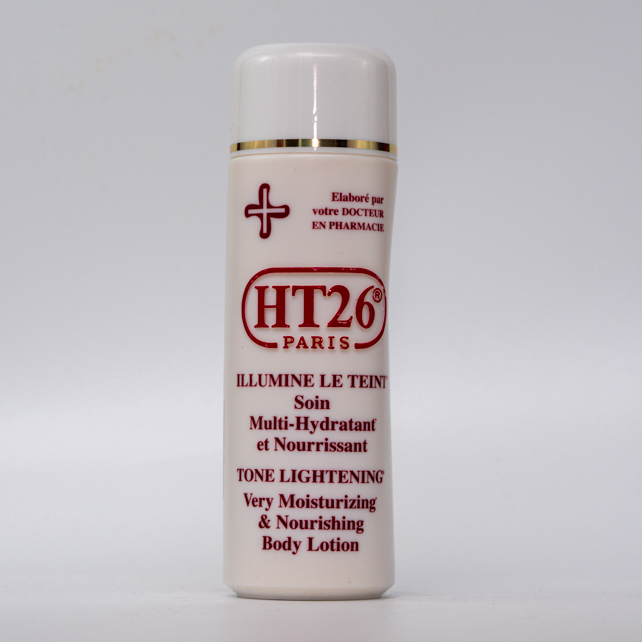 Elaboré par
votre DOCTEUR
EN PHARMACIE
HT26®
PARIS
ILLUMINE LE TEINT
Soin
Multi-Hydratant
et Nourrissant
TONE LIGHTENING
Very Moisturizing
& Nourishing
Body Lotion